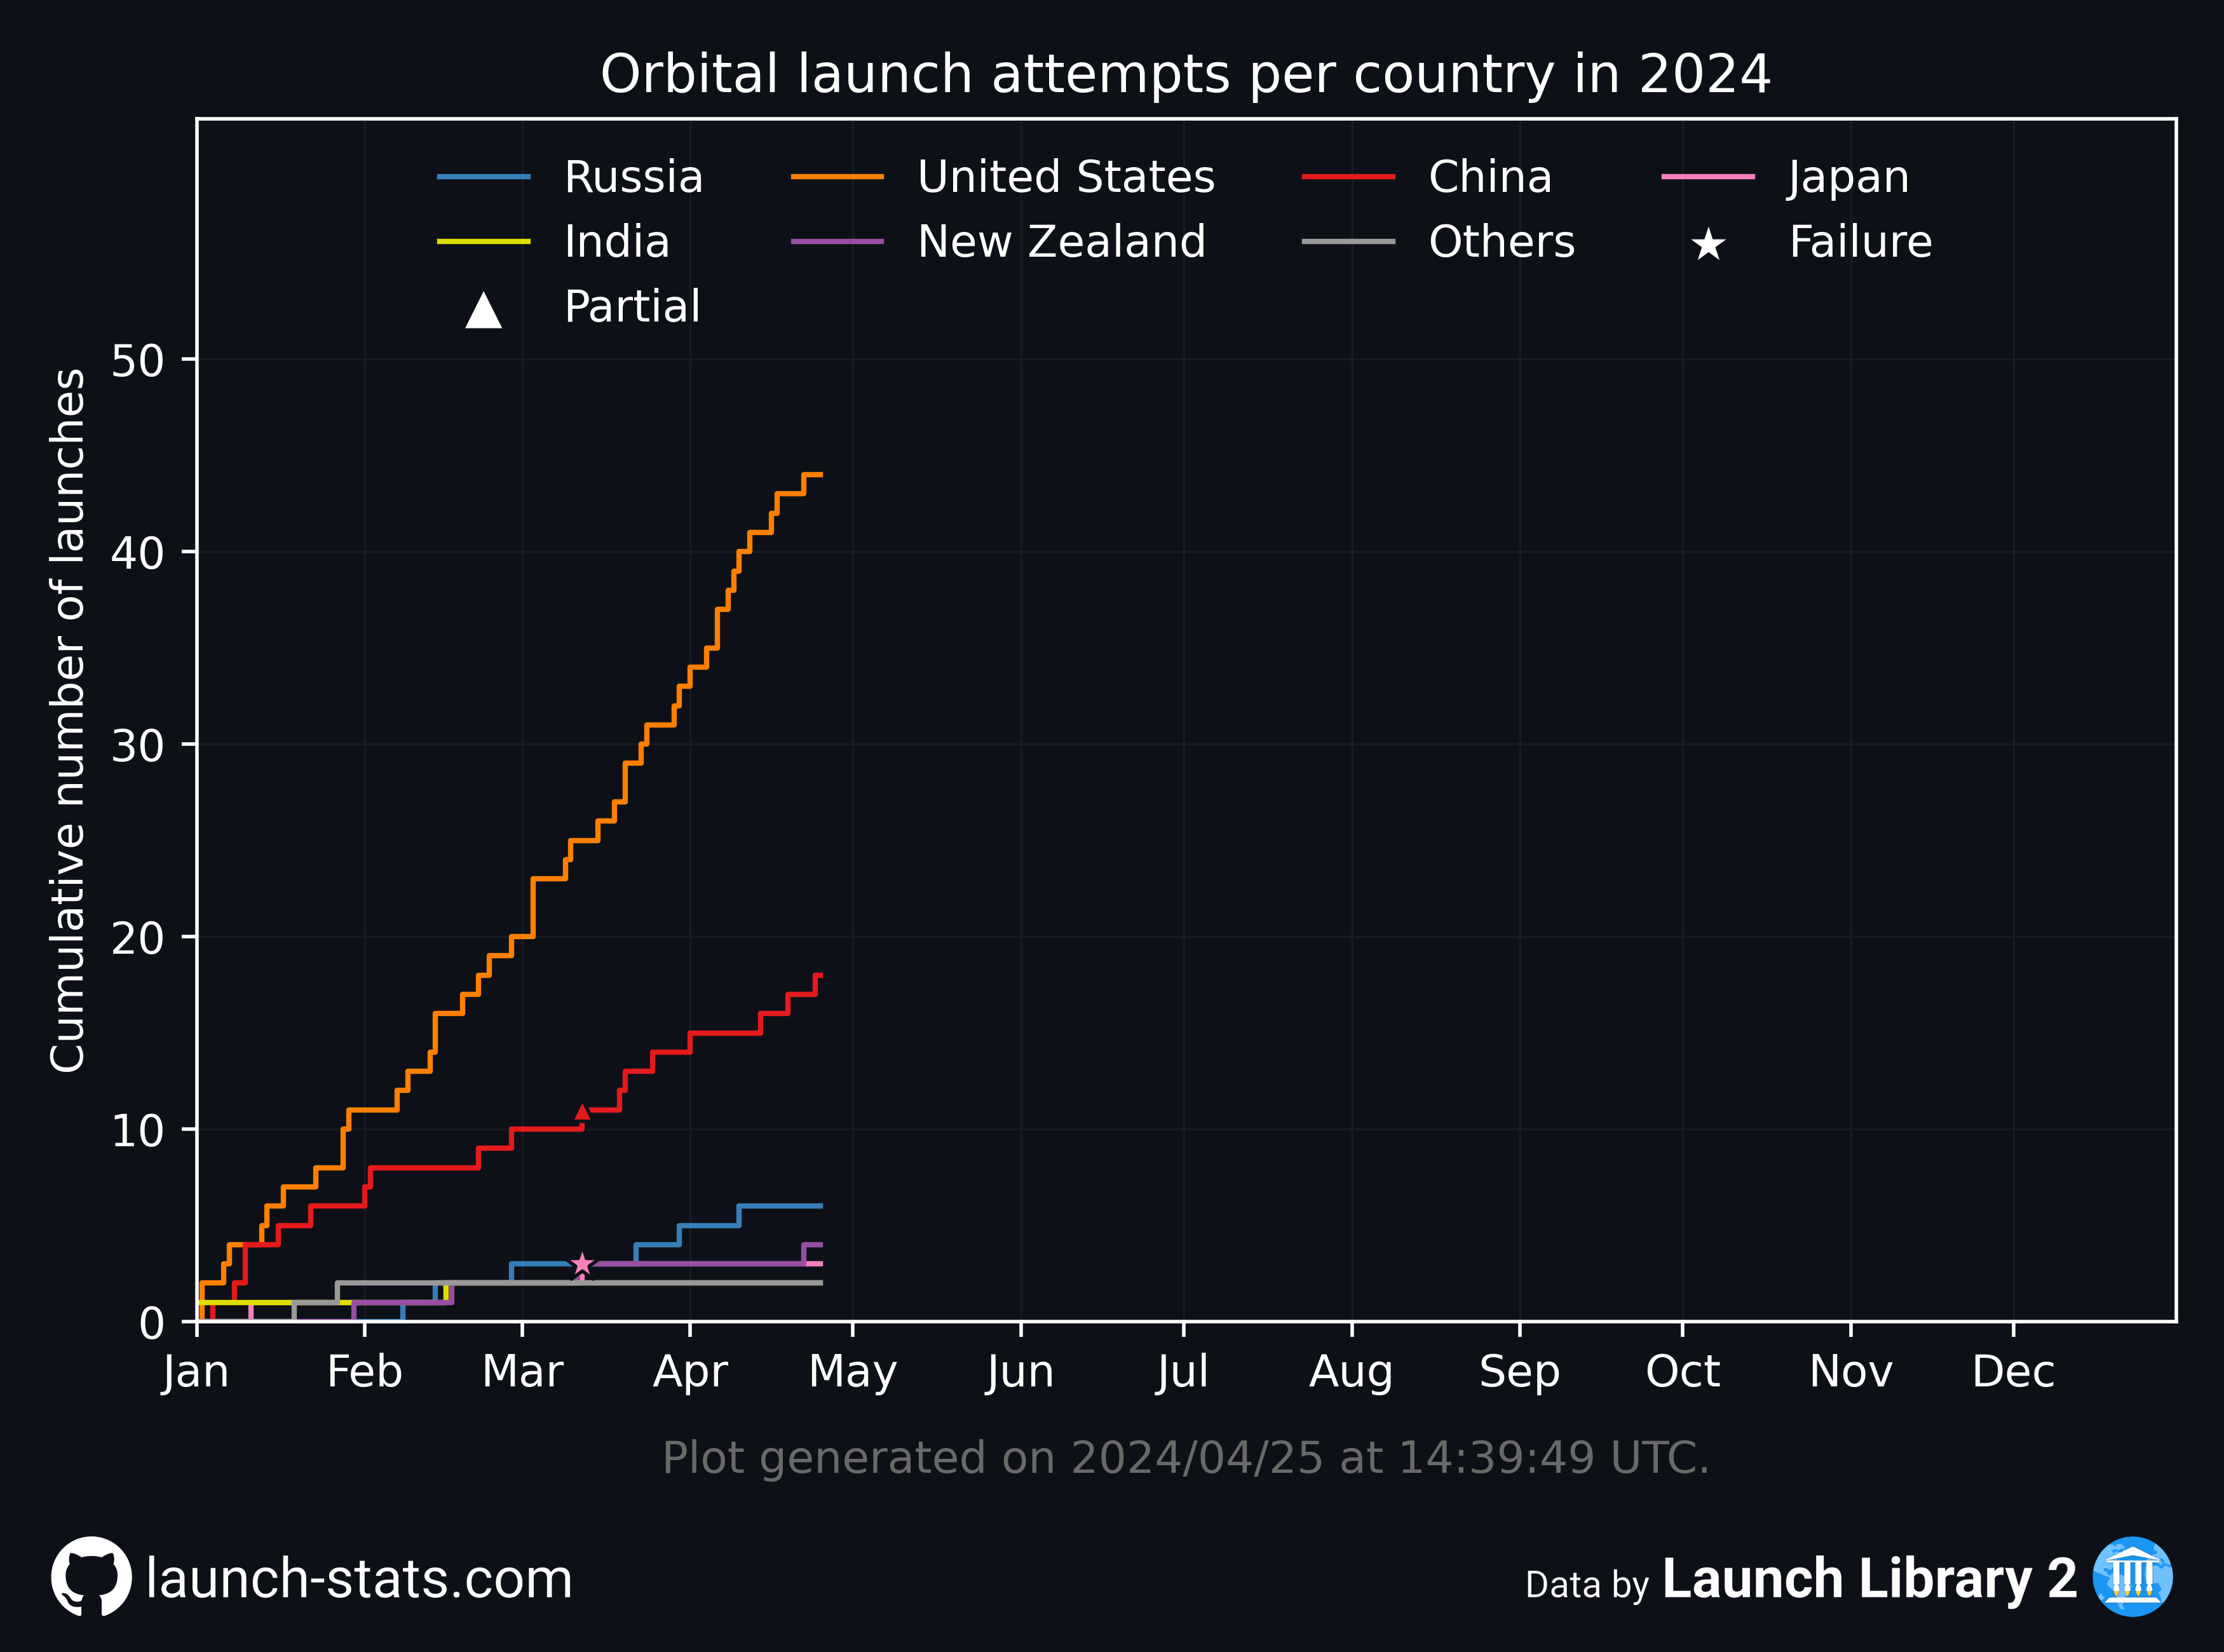 Orbital launch attempts per country in 2024
Russia United States China Japan
India New Zealand Others Failure
Partial
Cumulative number of launches
50
40
30
20
10
0
Jan Feb Mar Apr May Jun Jul Aug Sep Oct Nov Dec
Plot generated on 2024/04/25 at 14:39:49 UTC.
launch-stats.com
Data by Launch Library 2